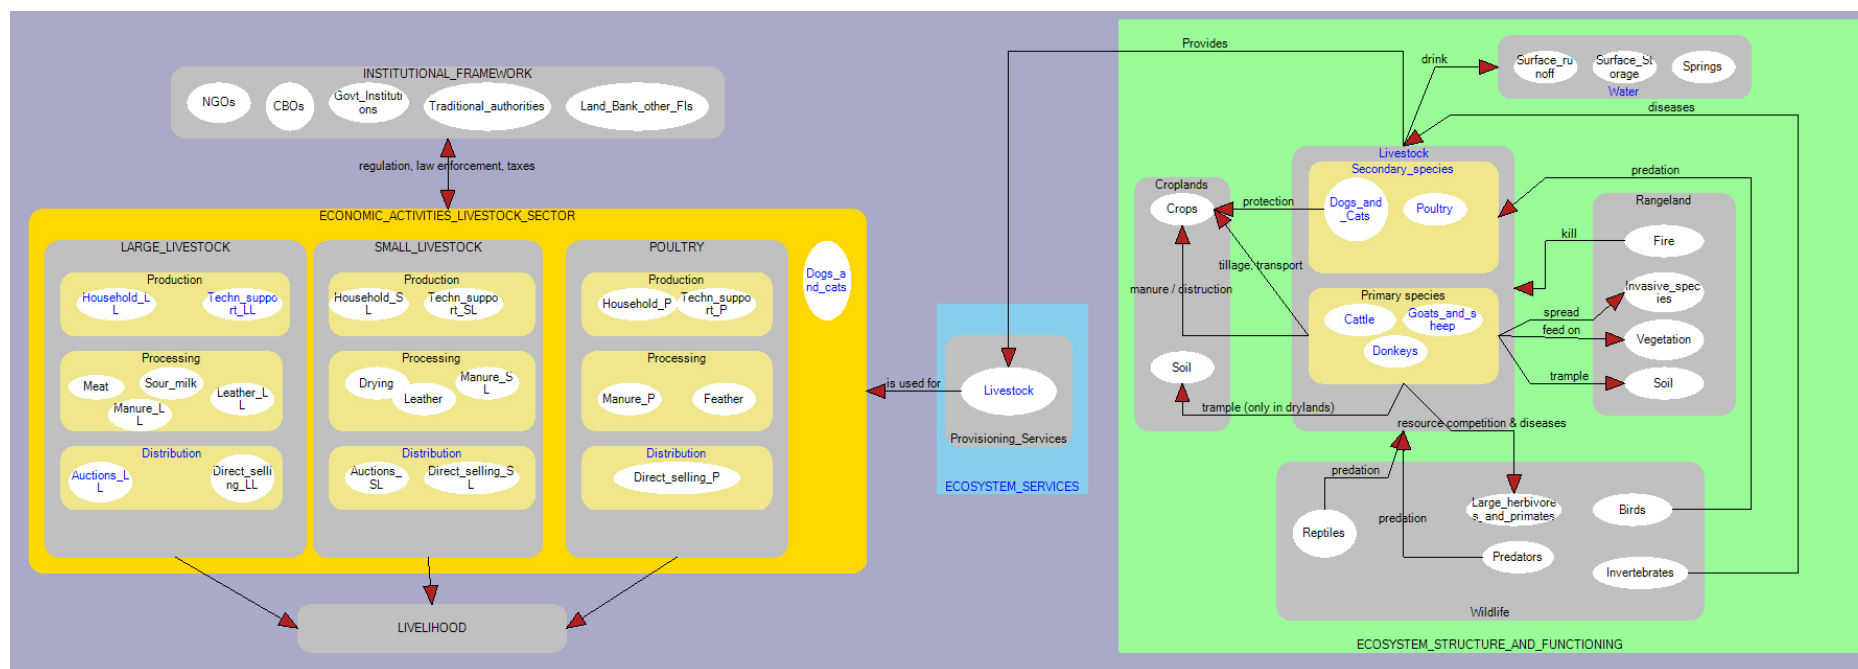 INSTITUTIONAL_FRAMEWORK
NGOs
CBOs
Govt_Instituti
ons
Traditional_authorities
Land_Bank_other_FIs
regulation, law enforcement, taxes
ECONOMIC_ACTIVITIES_LIVESTOCK_SECTOR
LARGE_LIVESTOCK
Production
Household_L
L
Techn_suppo
rt_LL
Processing
Meat
Sour_milk
Manure_L
L
Leather_L
L
Distribution
Auctions_L
L
Direct_selli
ng_LL
SMALL_LIVESTOCK
Production
Household_S
L
Techn_suppo
rt_SL
Processing
Drying
Leather
Manure_S
L
Distribution
Auctions_
SL
Direct_selling_S
L
POULTRY
Production
Household_P
Techn_suppo
rt_P
Processing
Manure_P
Feather
Distribution
Direct_selling_P
Dogs_a
nd_cats
LIVELIHOOD
is used for
Livestock
Provisioning_Services
ECOSYSTEM_SERVICES
Provides
drink
Surface_ru
noff
Surface_St
orage
Springs
Water
diseases
Livestock
Secondary_species
Dogs_and
_Cats
Poultry
Primary species
Cattle
Goats_and_s
heep
Donkeys
Croplands
Crops
Soil
protection
tillage, transport
manure / distruction
trample (only in drylands)
predation
Rangeland
Fire
Invasive_spec
ies
Vegetation
Soil
kill
spread
feed on
trample
resource competition & diseases
predation
predation
Reptiles
Large_herbivore
s_and_primates
Predators
Birds
Invertebrates
Wildlife
ECOSYSTEM_STRUCTURE_AND_FUNCTIONING